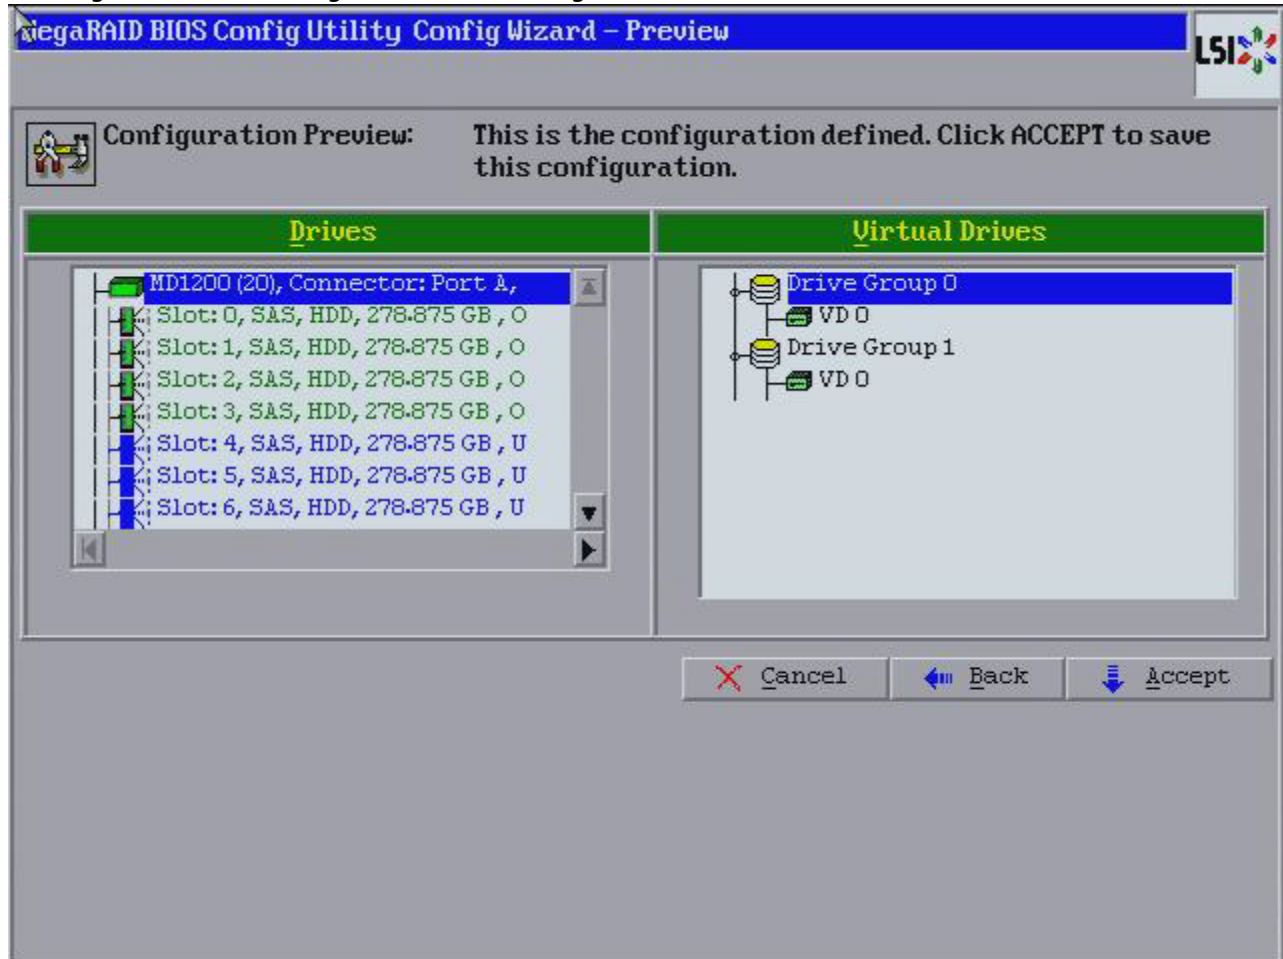 MegaRAID BIOS Config Utility Config Wizard – Preview
LSI
Configuration Preview:
This is the configuration defined. Click ACCEPT to save
this configuration.
Drives
MD1200 (20), Connector: Port A,
Slot: 0, SAS, HDD, 278.875 GB , O
Slot: 1, SAS, HDD, 278.875 GB , O
Slot: 2, SAS, HDD, 278.875 GB , O
Slot: 3, SAS, HDD, 278.875 GB , O
Slot: 4, SAS, HDD, 278.875 GB , U
Slot: 5, SAS, HDD, 278.875 GB , U
Slot: 6, SAS, HDD, 278.875 GB , U
Virtual Drives
Drive Group 0
VD 0
Drive Group 1
VD 0
Cancel
Back
Accept